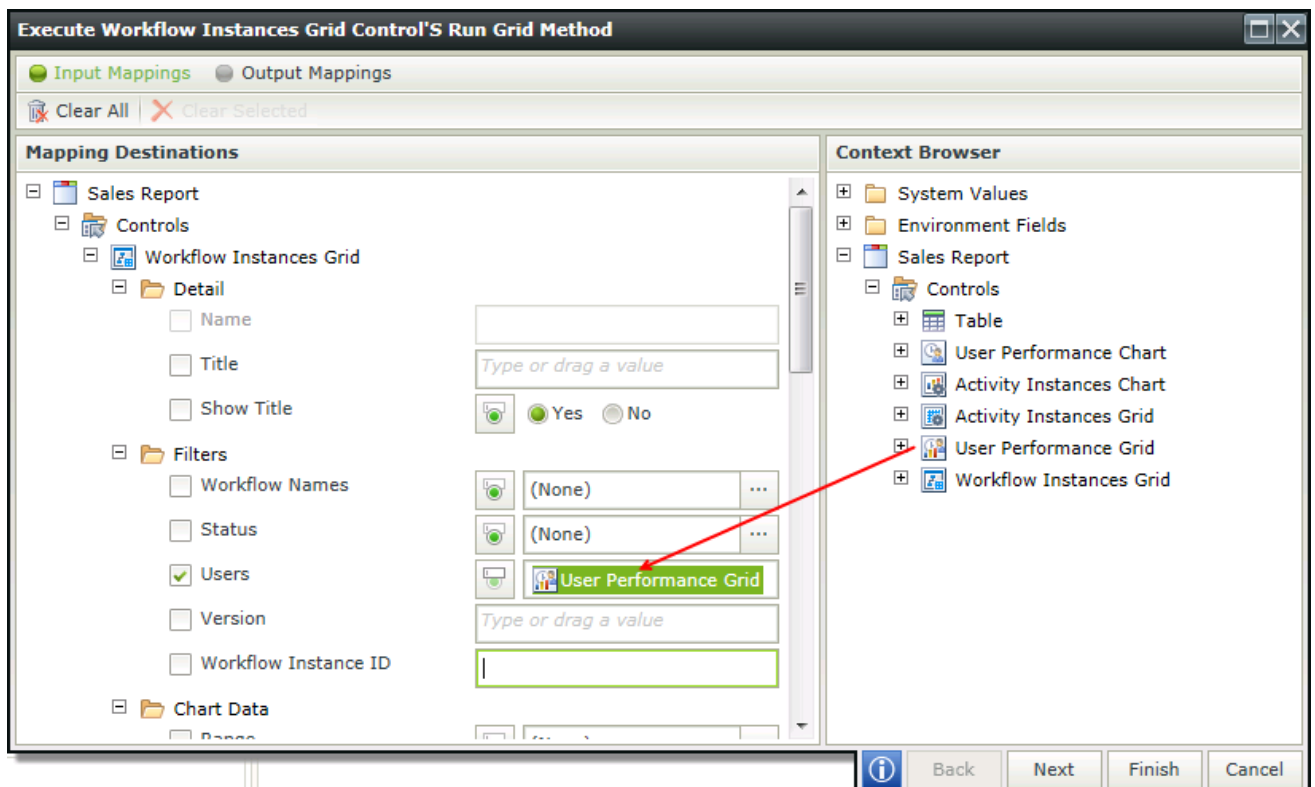 Execute Workflow Instances Grid Control'S Run Grid Method
Input Mappings Output Mappings
Clear All Clear Selected
Mapping Destinations
Sales Report
Controls
Workflow Instances Grid
Detail
Name
Title Type or drag a value
Show Title Yes No
Filters
Workflow Names (None) ...
Status (None) ...
Users User Performance Grid
Version Type or drag a value
Workflow Instance ID
Chart Data
Range (None)
Context Browser
System Values
Environment Fields
Sales Report
Controls
Table
User Performance Chart
Activity Instances Chart
Activity Instances Grid
User Performance Grid
Workflow Instances Grid
Back Next Finish Cancel